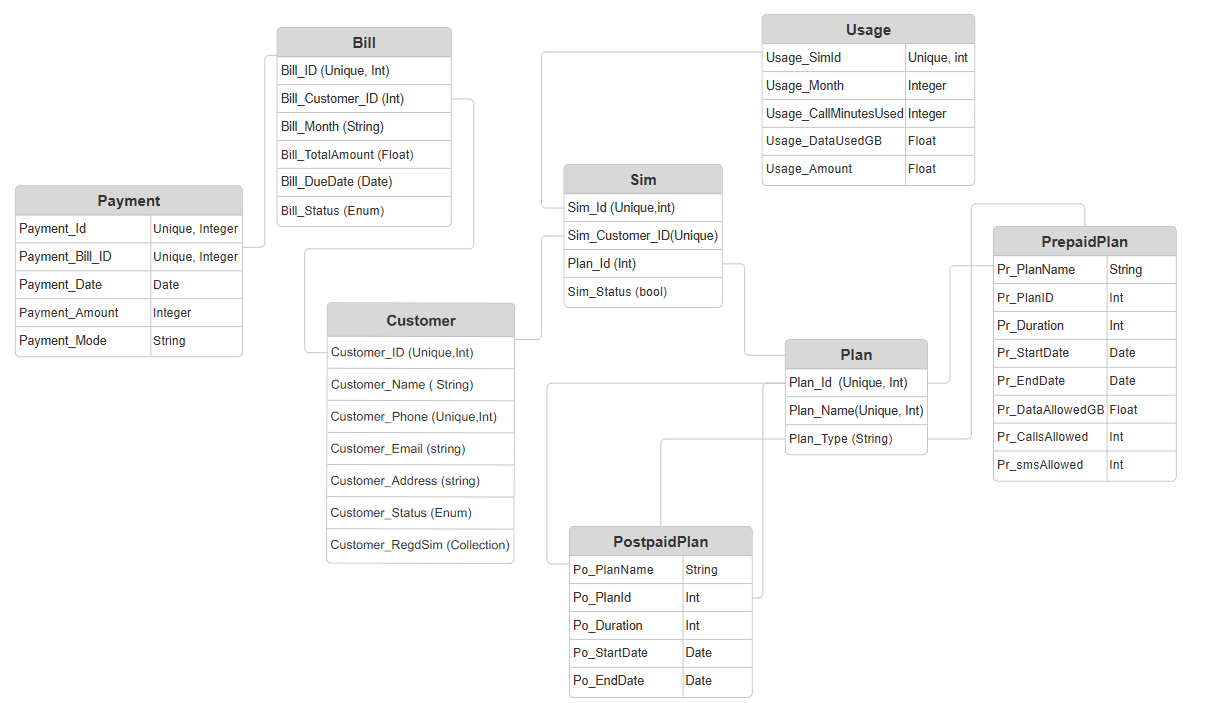 Bill
Bill_ID (Unique, Int)
Bill_Customer_ID (Int)
Bill_Month (String)
Bill_TotalAmount (Float)
Bill_DueDate (Date)
Bill_Status (Enum)
Usage
Usage_SimId Unique, int
Usage_Month Integer
Usage_CallMinutesUsed Integer
Usage_DataUsedGB Float
Usage_Amount Float
Sim
Sim_Id (Unique,int)
Sim_Customer_ID(Unique)
Plan_Id (Int)
Sim_Status (bool)
Payment
Payment_Id Unique, Integer
Payment_Bill_ID Unique, Integer
Payment_Date Date
Payment_Amount Integer
Payment_Mode String
PrepaidPlan
Pr_PlanName String
Pr_PlanID Int
Pr_Duration Int
Pr_StartDate Date
Pr_EndDate Date
Pr_DataAllowedGB Float
Pr_CallsAllowed Int
Pr_smsAllowed Int
Customer
Customer_ID (Unique,Int)
Customer_Name ( String)
Customer_Phone (Unique,Int)
Customer_Email (string)
Customer_Address (string)
Customer_Status (Enum)
Customer_RegdSim (Collection)
Plan
Plan_Id  (Unique, Int)
Plan_Name(Unique, Int)
Plan_Type (String)
PostpaidPlan
Po_PlanName String
Po_PlanId Int
Po_Duration Int
Po_StartDate Date
Po_EndDate Date